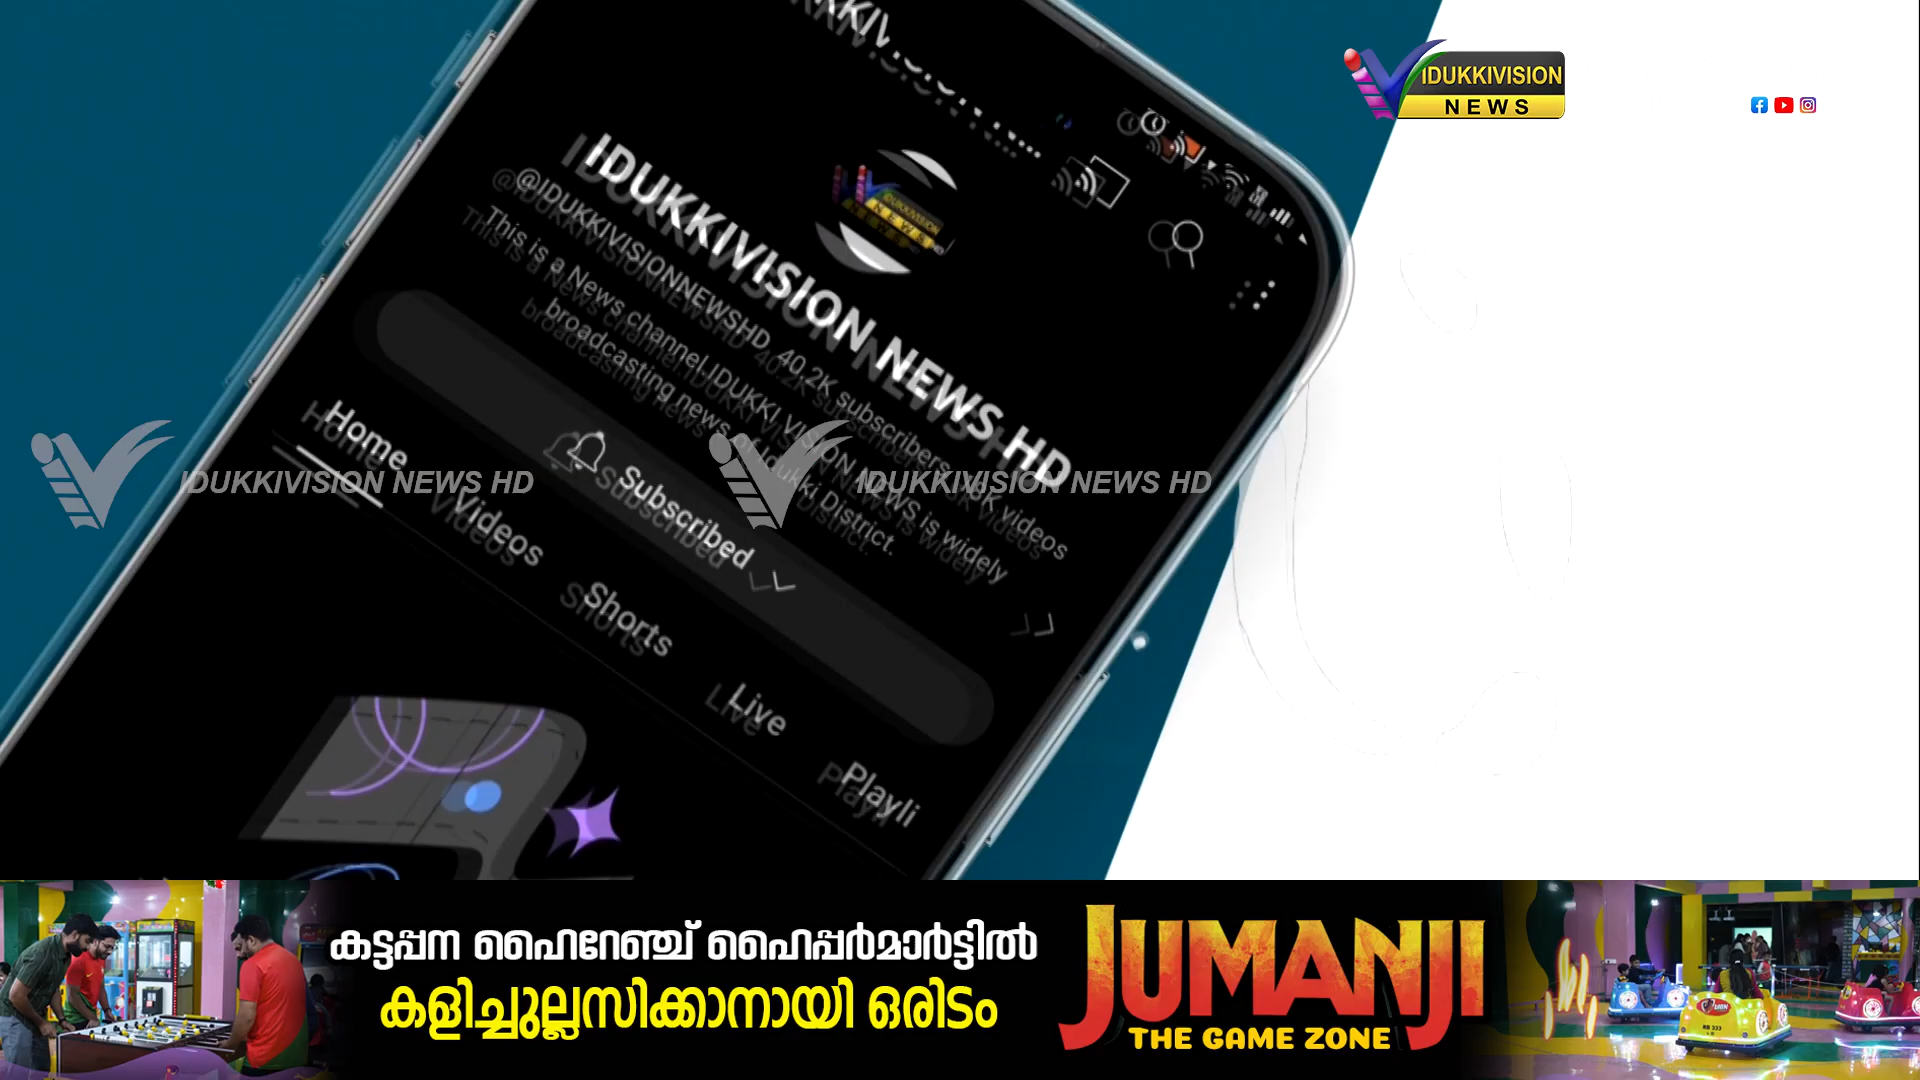 IDUKKIVISION
NEWS
IDUKKIVISION NEWS HD
@IDUKKIVISIONNEWSHD 40.2K subscribers
videos
This is a News channel.IDUKKI VISION NEWS is widely
broadcasting news of Idukki District.
Subscribed
Home
Videos
Shorts
Live
Playli
IDUKKIVISION NEWS HD
IDUKKIVISION NEWS HD
കട്ടപ്പന ഹൈറേഞ്ച് ഹൈപ്പർമാർട്ടിൽ
കളിച്ചുല്ലസിക്കാനായി ഒരിടം
JUMANJI
THE GAME ZONE